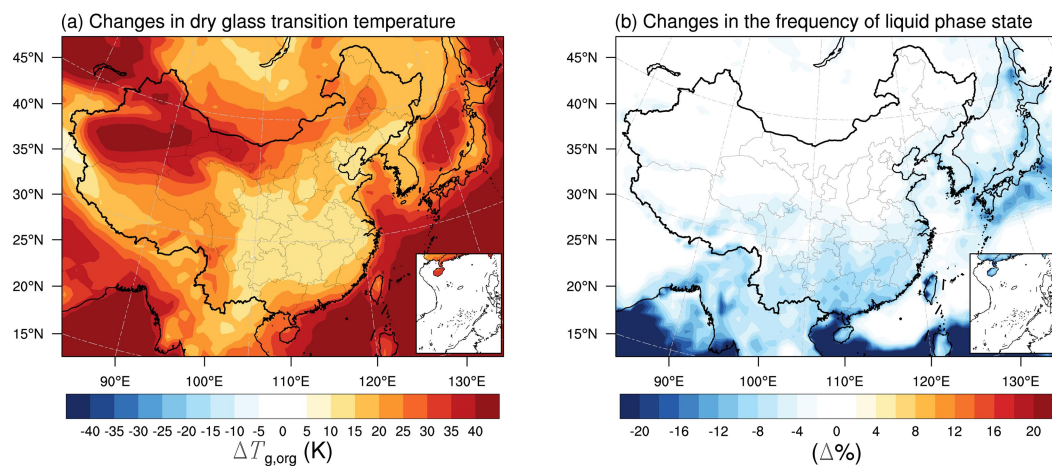 (a) Changes in dry glass transition temperature
45°N
40°N
35°N
30°N
25°N
20°N
15°N
90°E 100°E 110°E 120°E 130°E
-40 -35 -30 -25 -20 -15 -10 -5 0 5 10 15 20 25 30 35 40
ΔT_g,org (K)
(b) Changes in the frequency of liquid phase state
45°N
40°N
35°N
30°N
25°N
20°N
15°N
90°E 100°E 110°E 120°E 130°E
-20 -16 -12 -8 -4 0 4 8 12 16 20
(Δ%)